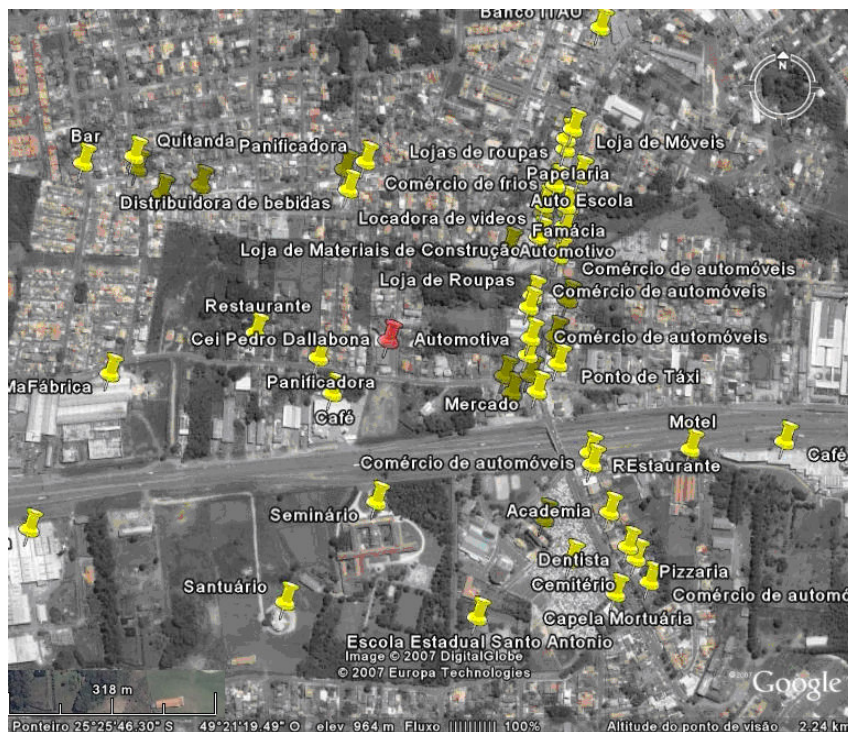 Banco ITAÚ
N
Bar
Quitanda
Panificadora
Lojas de roupas
Loja de Móveis
Papelaria
Comércio de frios
Distribuidora de bebidas
Auto Escola
Locadora de videos
Famácia
Loja de Materiais de Construção
Automotivo
Comércio de automóveis
Loja de Roupas
Comércio de automóveis
Restaurante
Cei Pedro Dallabona
Automotiva
Comércio de automóveis
MaFábrica
Panificadora
Ponto de Táxi
Mercado
Café
Motel
Café
Comércio de automóveis
REstaurante
Seminário
Academia
Dentista
Pizzaria
Santuário
Cemitério
Comércio de automó
Capela Mortuária
Escola Estadual Santo Antonio
Image © 2007 DigitalGlobe
© 2007 Europa Technologies
©2007 Google
318 m
Ponteiro 25°25'46.30" S 49°21'19.49" O elev 964 m Fluxo |||||||||| 100% Altitude do ponto de visão 2.24 km